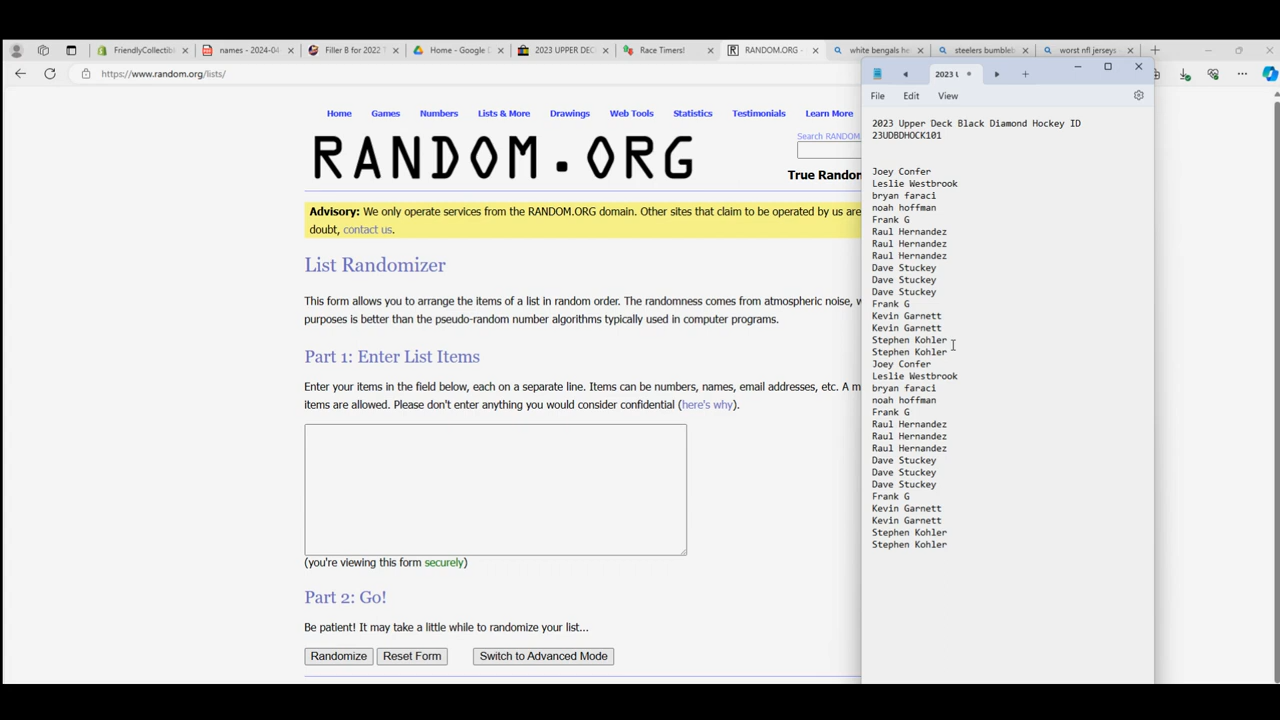 FriendlyCollectib
names - 2024-04
Filler B for 2022 T
Home - Google D
2023 UPPER DEC
Race Timers!
RANDOM.ORG -
white bengals he
steelers bumbleb
worst nfl jerseys
https://www.random.org/lists/
2023 U
File Edit View
Home Games Numbers Lists & More Drawings Web Tools Statistics Testimonials Learn More
RANDOM.ORG
Search RANDOM.
True Random
Advisory: We only operate services from the RANDOM.ORG domain. Other sites that claim to be operated by us are
doubt, contact us.
List Randomizer
This form allows you to arrange the items of a list in random order. The randomness comes from atmospheric noise, w
purposes is better than the pseudo-random number algorithms typically used in computer programs.
Part 1: Enter List Items
Enter your items in the field below, each on a separate line. Items can be numbers, names, email addresses, etc. A m
items are allowed. Please don't enter anything you would consider confidential (here's why).
(you're viewing this form securely)
Part 2: Go!
Be patient! It may take a little while to randomize your list...
Randomize Reset Form Switch to Advanced Mode
2023 Upper Deck Black Diamond Hockey ID
23UDBDHOCK101
Joey Confer
Leslie Westbrook
bryan faraci
noah hoffman
Frank G
Raul Hernandez
Raul Hernandez
Raul Hernandez
Dave Stuckey
Dave Stuckey
Dave Stuckey
Frank G
Kevin Garnett
Kevin Garnett
Stephen Kohler
Stephen Kohler
Joey Confer
Leslie Westbrook
bryan faraci
noah hoffman
Frank G
Raul Hernandez
Raul Hernandez
Raul Hernandez
Dave Stuckey
Dave Stuckey
Dave Stuckey
Frank G
Kevin Garnett
Kevin Garnett
Stephen Kohler
Stephen Kohler